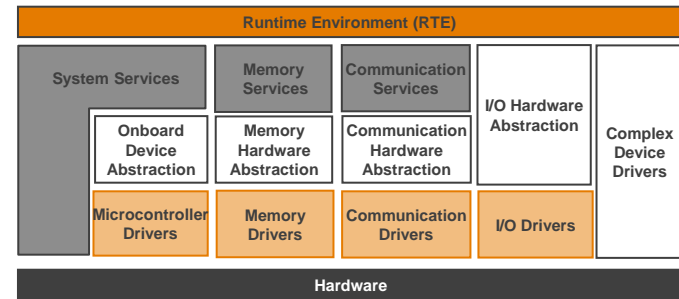 Runtime Environment (RTE)
System Services
Memory
Services
Communication
Services
I/O Hardware
Abstraction
Complex
Device
Drivers
Onboard
Device
Abstraction
Memory
Hardware
Abstraction
Communication
Hardware
Abstraction
Microcontroller
Drivers
Memory
Drivers
Communication
Drivers
I/O Drivers
Hardware